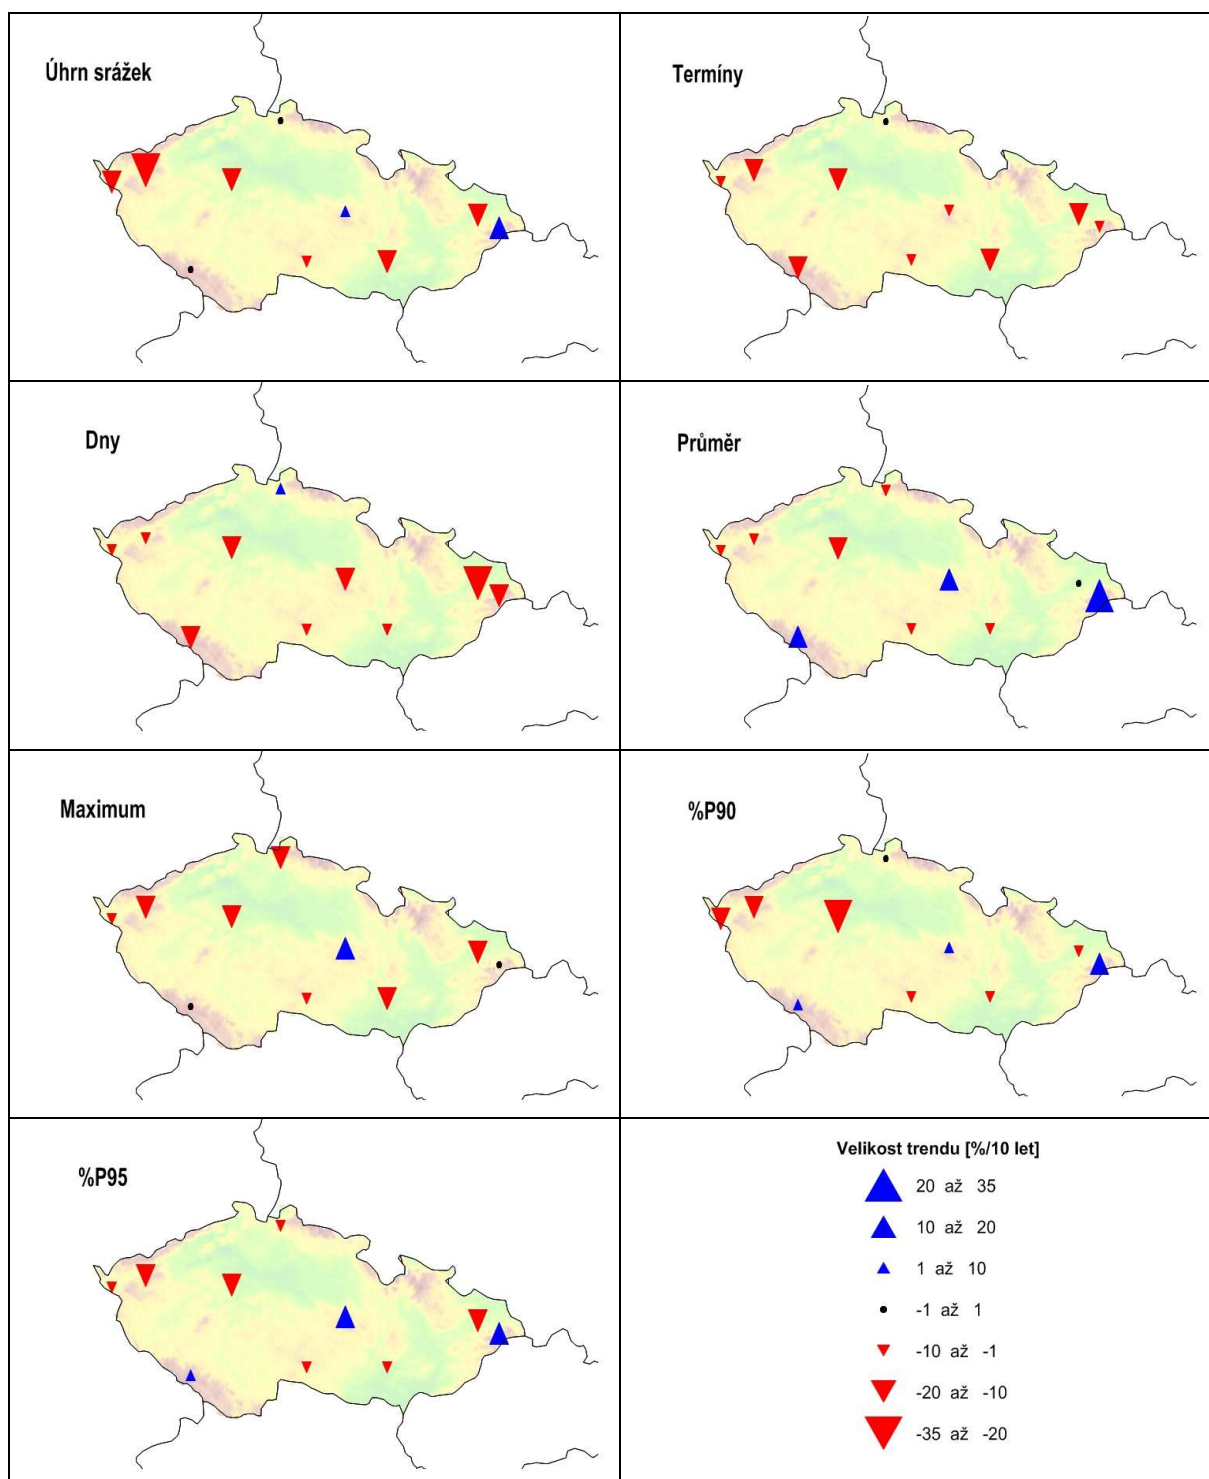 Úhrn srážek
Termíny
Dny
Průměr
Maximum
%P90
%P95
Velikost trendu [%/10 let]
20 až 35
10 až 20
1 až 10
-1 až 1
-10 až -1
-20 až -10
-35 až -20